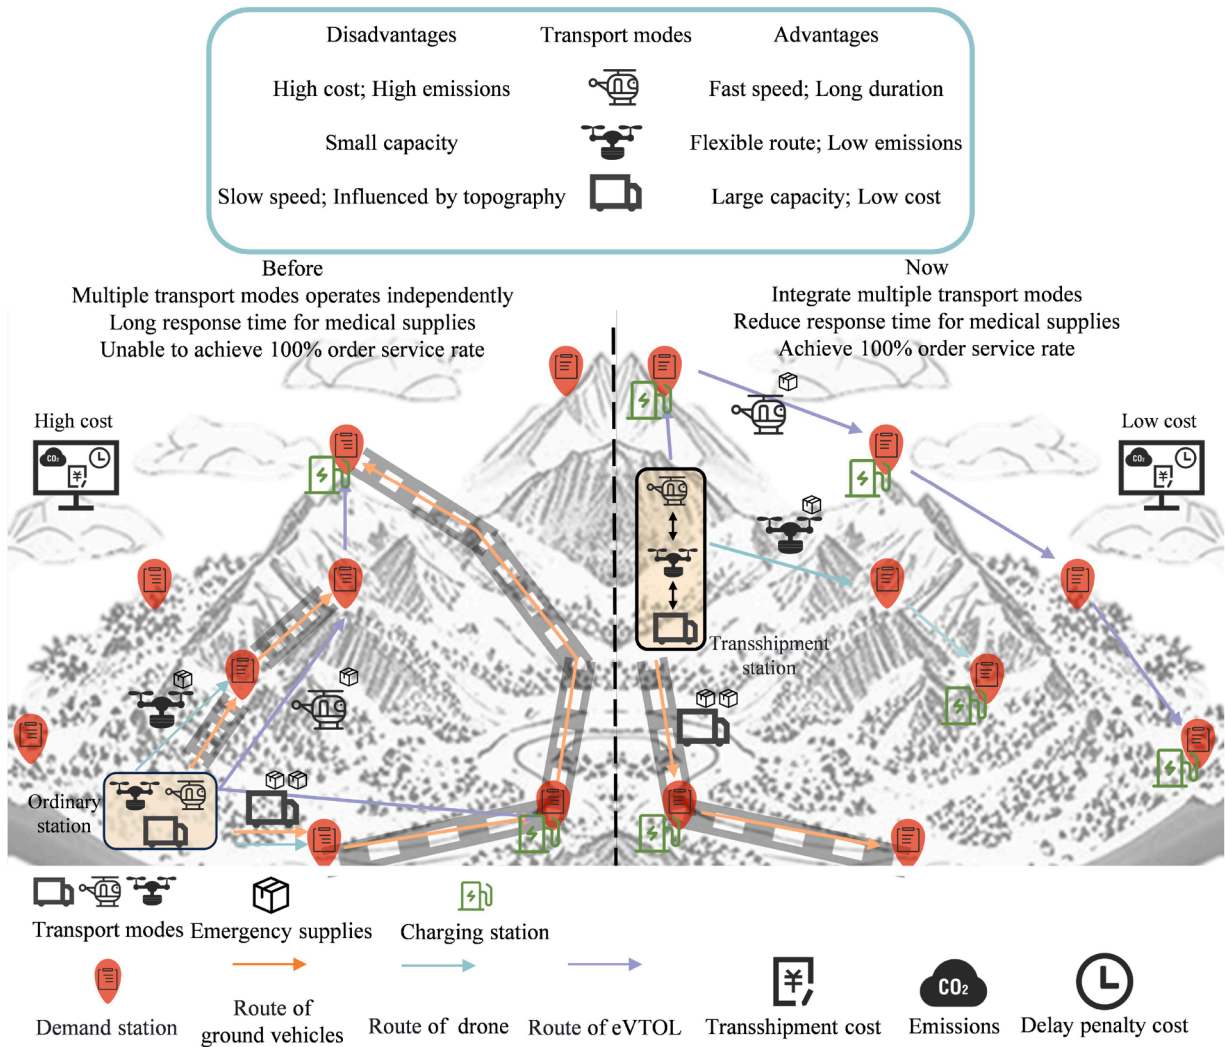 Disadvantages Transport modes Advantages
High cost; High emissions Fast speed; Long duration
Small capacity Flexible route; Low emissions
Slow speed; Influenced by topography Large capacity; Low cost
Before
Multiple transport modes operates independently
Long response time for medical supplies
Unable to achieve 100% order service rate
Now
Integrate multiple transport modes
Reduce response time for medical supplies
Achieve 100% order service rate
High cost
CO₂ ¥
Low cost
CO₂ ¥
Transshipment
station
Ordinary
station
Transport modes Emergency supplies Charging station
Demand station
Route of
ground vehicles
Route of drone
Route of eVTOL
¥
Transshipment cost
CO₂
Emissions
Delay penalty cost